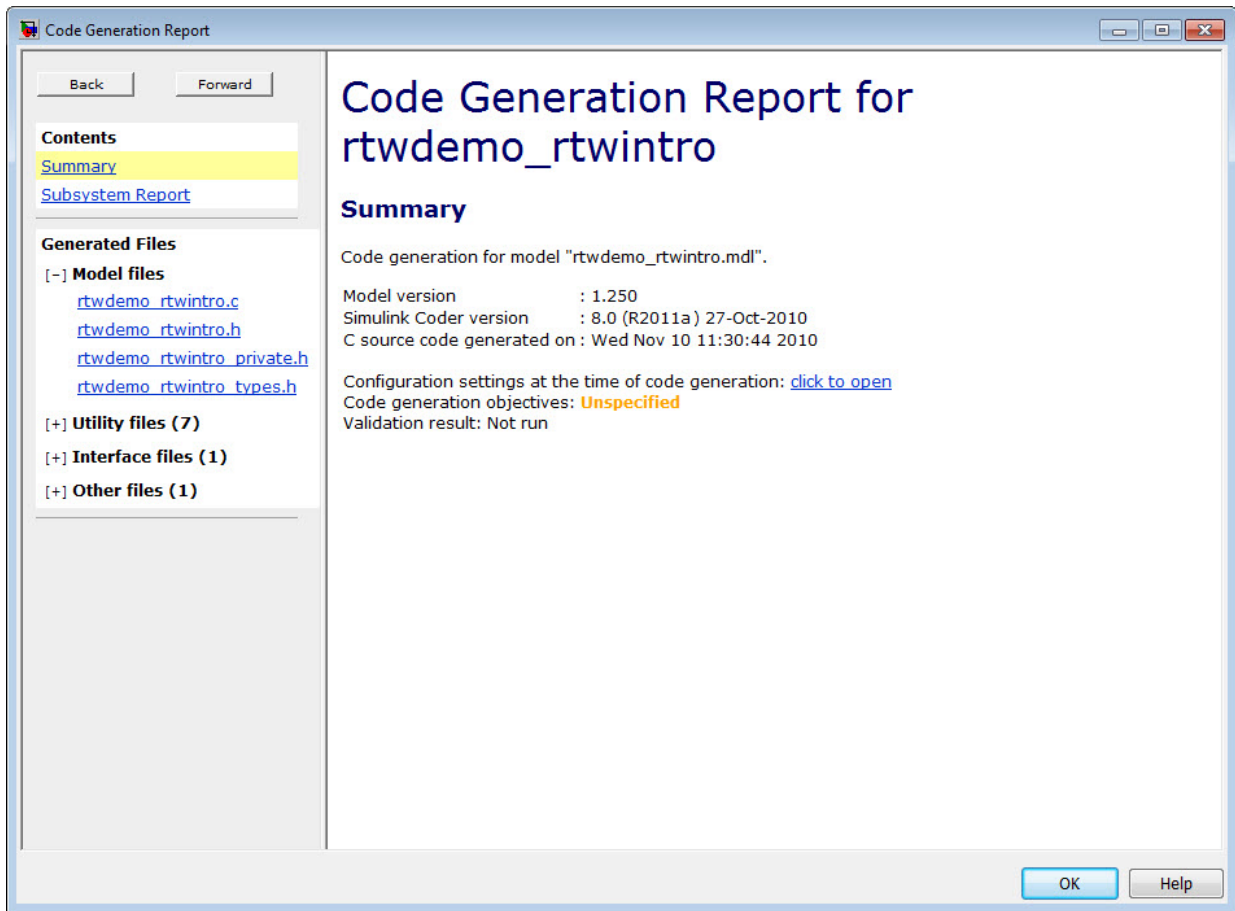 Code Generation Report
Back
Forward
Contents
Summary
Subsystem Report
Generated Files
[-] Model files
rtwdemo_rtwintro.c
rtwdemo_rtwintro.h
rtwdemo_rtwintro_private.h
rtwdemo_rtwintro_types.h
[+] Utility files (7)
[+] Interface files (1)
[+] Other files (1)
Code Generation Report for
rtwdemo_rtwintro
Summary
Code generation for model "rtwdemo_rtwintro.mdl".
Model version : 1.250
Simulink Coder version : 8.0 (R2011a) 27-Oct-2010
C source code generated on : Wed Nov 10 11:30:44 2010
Configuration settings at the time of code generation: click to open
Code generation objectives: Unspecified
Validation result: Not run
OK
Help